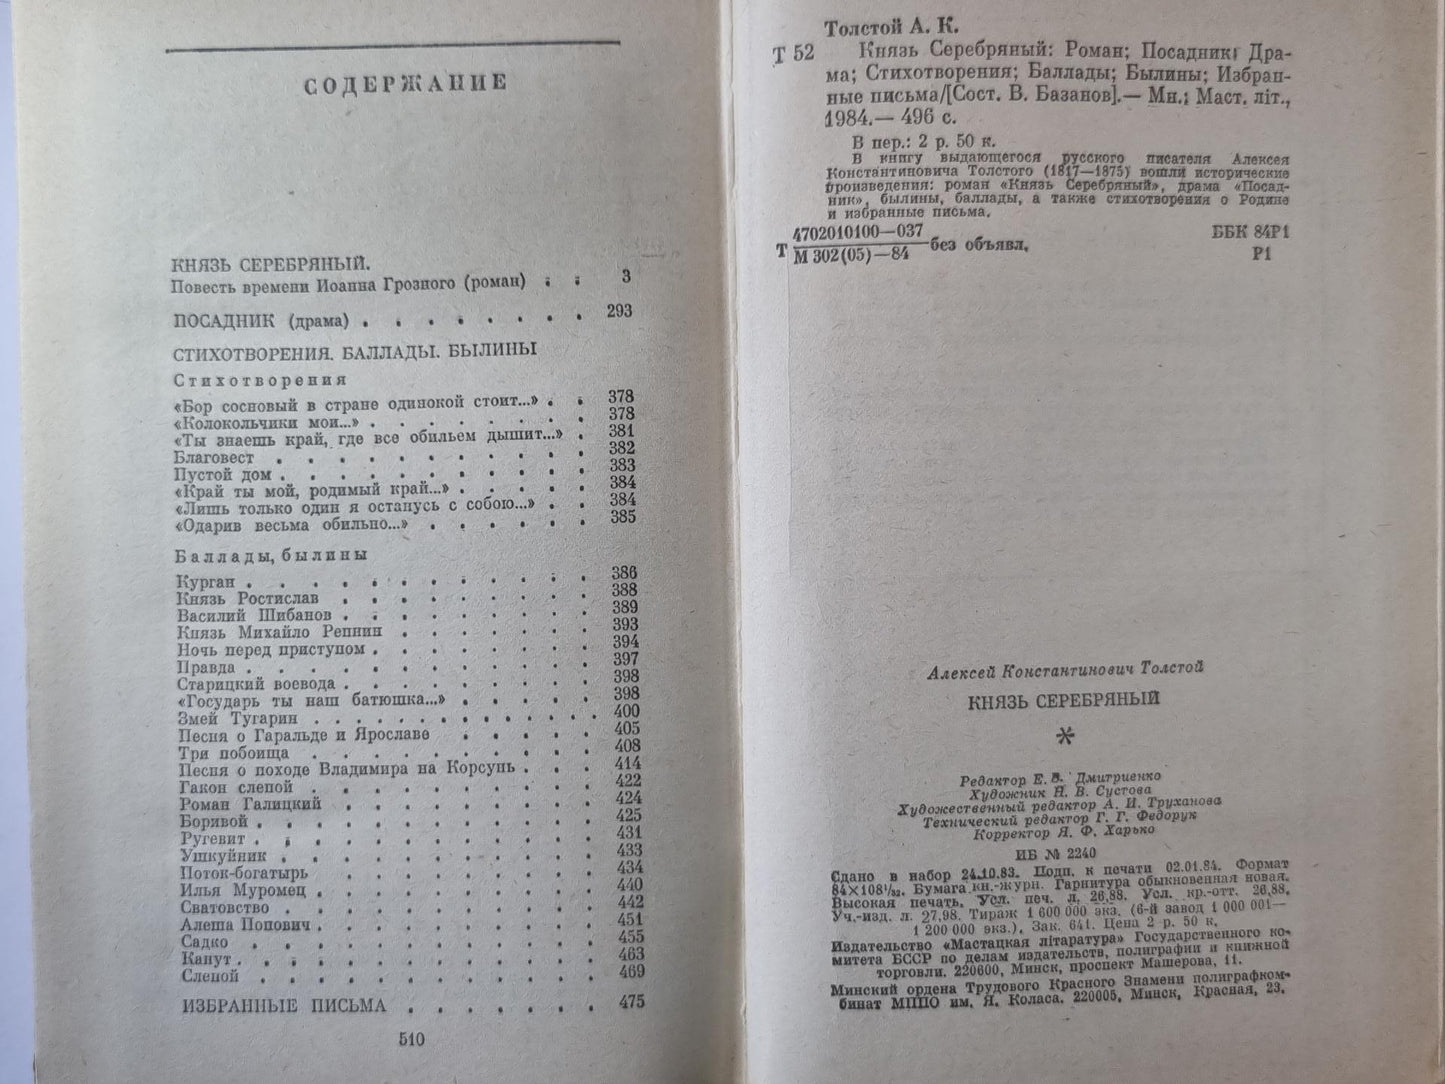 СОДЕРЖАНИЕ
КНЯЗЬ СЕРЕБРЯНЫЙ.
Повесть времени Иоанна Грозного (роман) . . 3
ПОСАДНИК (драма) . . . . . . . . 293
СТИХОТВОРЕНИЯ. БАЛЛАДЫ. БЫЛИНЫ
Стихотворения
«Бор сосновый в стране одинокой стоит...» . . 378
«Колокольчики мои...» . . . . . . . 378
«Ты знаешь край, где все обильем дышит...» . 381
Благовест . . . . . . . . . . 382
Пустой дом . . . . . . . . . . 383
«Край ты мой, родимый край...» . . . . . 384
«Лишь только один я останусь с собою...» . . 384
«Одарив весьма обильно...» . . . . . . 385
Баллады, былины
Курган . . . . . . . . . . . . 386
Князь Ростислав . . . . . . . . . 388
Василий Шибанов . . . . . . . . . 389
Князь Михайло Репнин . . . . . . . 393
Ночь перед приступом . . . . . . . . 394
Правда . . . . . . . . . . . . 397
Старицкий воевода . . . . . . . . . 398
«Государь ты наш батюшка...» . . . . . 398
Змей Тугарин . . . . . . . . . . . . 400
Песня о Гаральде и Ярославе . . . . . 405
Три побоища . . . . . . . . . . 408
Песня о походе Владимира на Корсунь . . . 414
Гакон слепой . . . . . . . . . . 422
Роман Галицкий . . . . . . . . . 424
Боривой . . . . . . . . . . . . 425
Ругевит . . . . . . . . . . . . 431
Ушкуйник . . . . . . . . . . . 433
Поток-богатырь . . . . . . . . . 434
Илья Муромец . . . . . . . . . . 440
Сватовство . . . . . . . . . . . 442
Алеша Попович . . . . . . . . . . 451
Садко . . . . . . . . . . . . 455
Канут . . . . . . . . . . . . . 463
Слепой . . . . . . . . . . . . 469
ИЗБРАННЫЕ ПИСЬМА . . . . . . . 475
510
Толстой А. К.
Т 52 Князь Серебряный: Роман; Посадник: Дра-
ма; Стихотворения; Баллады; Былины; Избран-
ные письма/[Сост. В. Базанов].— Мн.: Маст. літ.,
1984.— 496 с.
В пер.: 2 р. 50 к.
В книгу выдающегося русского писателя Алексея
Константиновича Толстого (1817—1875) вошли исторические
произведения: роман «Князь Серебряный», драма «Посад-
ник», былины, баллады, а также стихотворения о Родине
и избранные письма.
4702010100—037
Т без объявл.
М 302(05)—84
ББК 84Р1
Р1
Алексей Константинович Толстой
КНЯЗЬ СЕРЕБРЯНЫЙ
*
Редактор Е. В. Дмитриенко
Художник Н. В. Сустова
Художественный редактор А. И. Труханова
Технический редактор Г. Г. Федорук
Корректор Я. Ф. Харько
ИБ № 2240
Сдано в набор 24.10.83. Подп. к печати 02.01.84. Формат
84×108¹/₃₂. Бумага кн.-журн. Гарнитура обыкновенная новая.
Высокая печать. Усл. печ. л. 26,88. Усл. кр.-отт. 26,88.
Уч.-изд. л. 27,98. Тираж 1 600 000 экз. (6-й завод 1 000 001—
1 200 000 экз.). Зак. 641. Цена 2 р. 50 к.
Издательство «Мастацкая літаратура» Государственного ко-
митета БССР по делам издательств, полиграфии и книжной
торговли. 220600, Минск, проспект Машерова, 11.
Минский ордена Трудового Красного Знамени полиграфком-
бинат МППО им. Я. Коласа. 220005, Минск, Красная, 23.